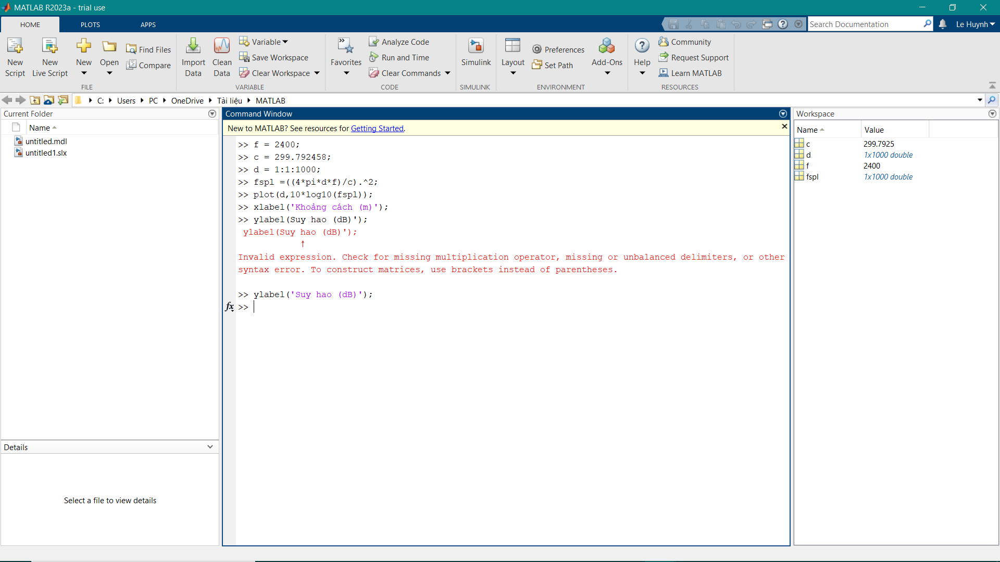 MATLAB R2023a - trial use
HOME PLOTS APPS
Search Documentation
Le Huynh
New Script
New Live Script
New
Open
Find Files
Compare
FILE
Import Data
Clean Data
Variable
Save Workspace
Clear Workspace
VARIABLE
Favorites
Analyze Code
Run and Time
Clear Commands
CODE
Simulink
SIMULINK
Layout
Preferences
Set Path
Add-Ons
ENVIRONMENT
Help
Community
Request Support
Learn MATLAB
RESOURCES
C: Users PC OneDrive Tài liệu MATLAB
Current Folder
Name
untitled.mdl
untitled1.slx
Details
Select a file to view details
Command Window
New to MATLAB? See resources for Getting Started.
>> f = 2400;
>> c = 299.792458;
>> d = 1:1:1000;
>> fspl =((4*pi*d*f)/c).^2;
>> plot(d,10*log10(fspl));
>> xlabel('Khoảng cách (m)');
>> ylabel(Suy hao (dB)');
ylabel(Suy hao (dB)');
↑
Invalid expression. Check for missing multiplication operator, missing or unbalanced delimiters, or other
syntax error. To construct matrices, use brackets instead of parentheses.
>> ylabel('Suy hao (dB)');
fx >>
Workspace
Name Value
c 299.7925
d 1x1000 double
f 2400
fspl 1x1000 double